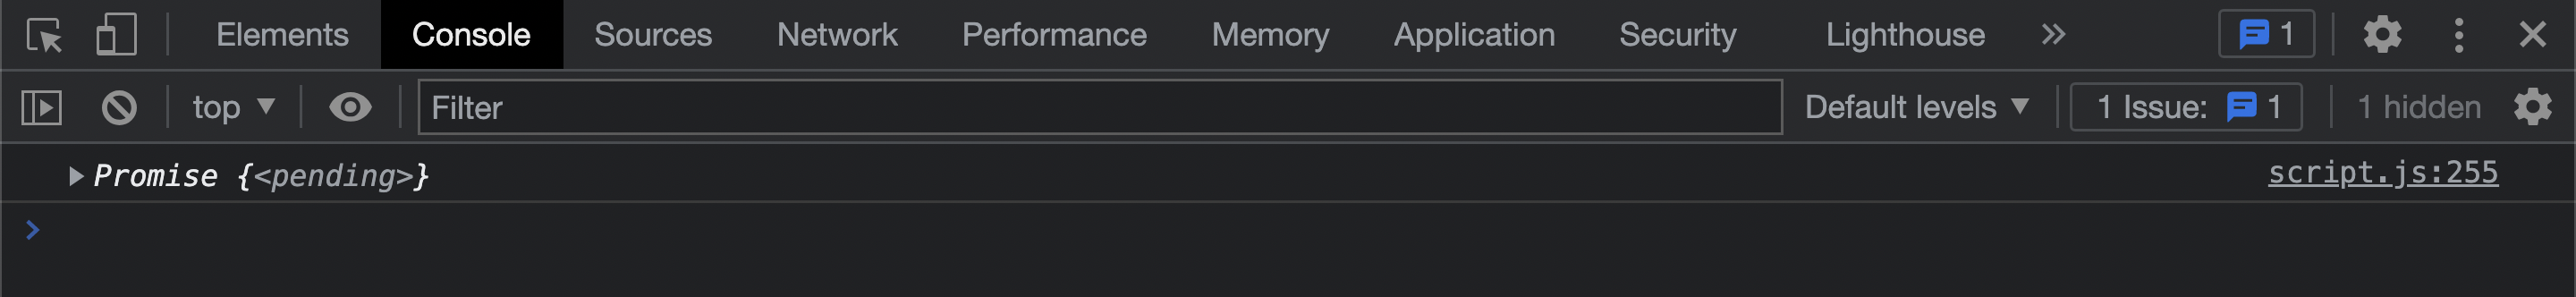 Elements Console Sources Network Performance Memory Application Security Lighthouse » 1
top ▼ Filter Default levels ▼ 1 Issue: 1 1 hidden
▶ Promise {<pending>} script.js:255
>